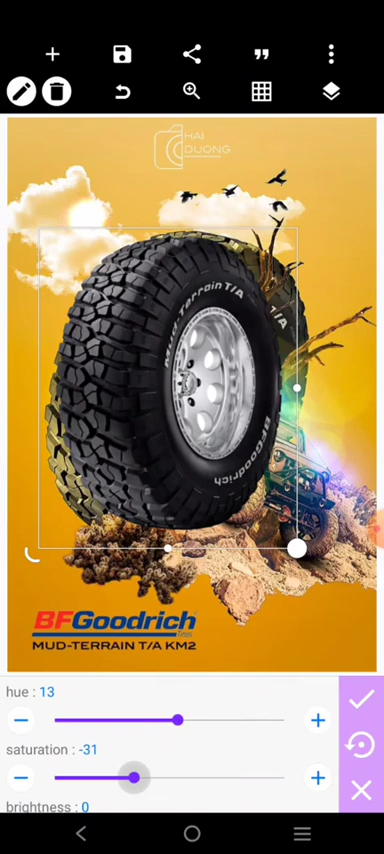 HAI
DUONG
Mud-Terrain T/A
T/A
BFGoodrich
BFGoodrich
MUD-TERRAIN T/A KM2
hue : 13
saturation : -31
brightness : 0